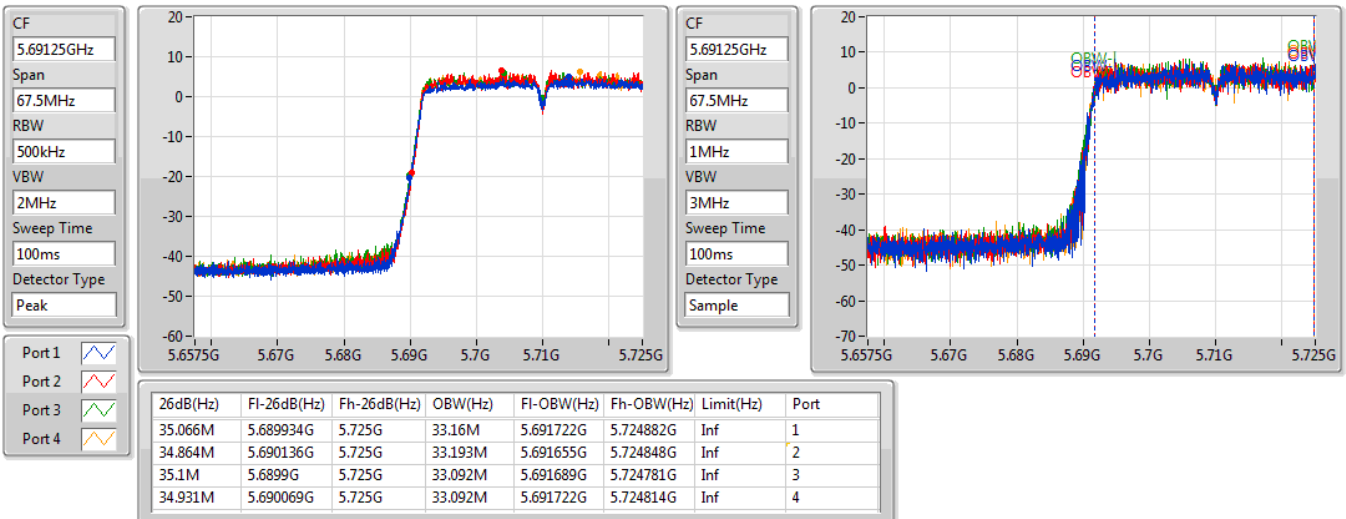 CF
5.69125GHz
Span
67.5MHz
RBW
500kHz
VBW
2MHz
Sweep Time
100ms
Detector Type
Peak
20
10
0
-10
-20
-30
-40
-50
-60
5.6575G 5.67G 5.68G 5.69G 5.7G 5.71G 5.725G
CF
5.69125GHz
Span
67.5MHz
RBW
1MHz
VBW
3MHz
Sweep Time
100ms
Detector Type
Sample
20
10
0
-10
-20
-30
-40
-50
-60
-70
5.6575G 5.67G 5.68G 5.69G 5.7G 5.71G 5.725G
Port 1
Port 2
Port 3
Port 4
26dB(Hz) Fl-26dB(Hz) Fh-26dB(Hz) OBW(Hz) Fl-OBW(Hz) Fh-OBW(Hz) Limit(Hz) Port
35.066M 5.689934G 5.725G 33.16M 5.691722G 5.724882G Inf 1
34.864M 5.690136G 5.725G 33.193M 5.691655G 5.724848G Inf 2
35.1M 5.6899G 5.725G 33.092M 5.691689G 5.724781G Inf 3
34.931M 5.690069G 5.725G 33.092M 5.691722G 5.724814G Inf 4